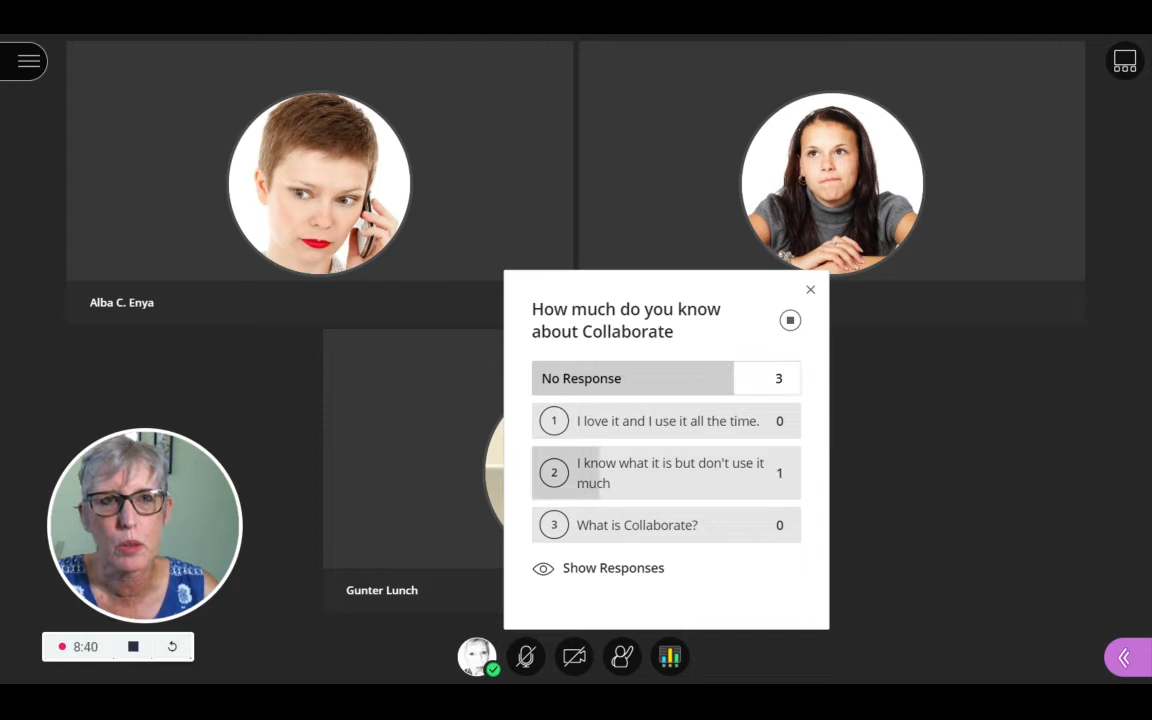 Alba C. Enya
How much do you know
about Collaborate
No Response 3
1 I love it and I use it all the time. 0
2 I know what it is but don't use it 1
much
3 What is Collaborate? 0
Show Responses
Gunter Lunch
8:40